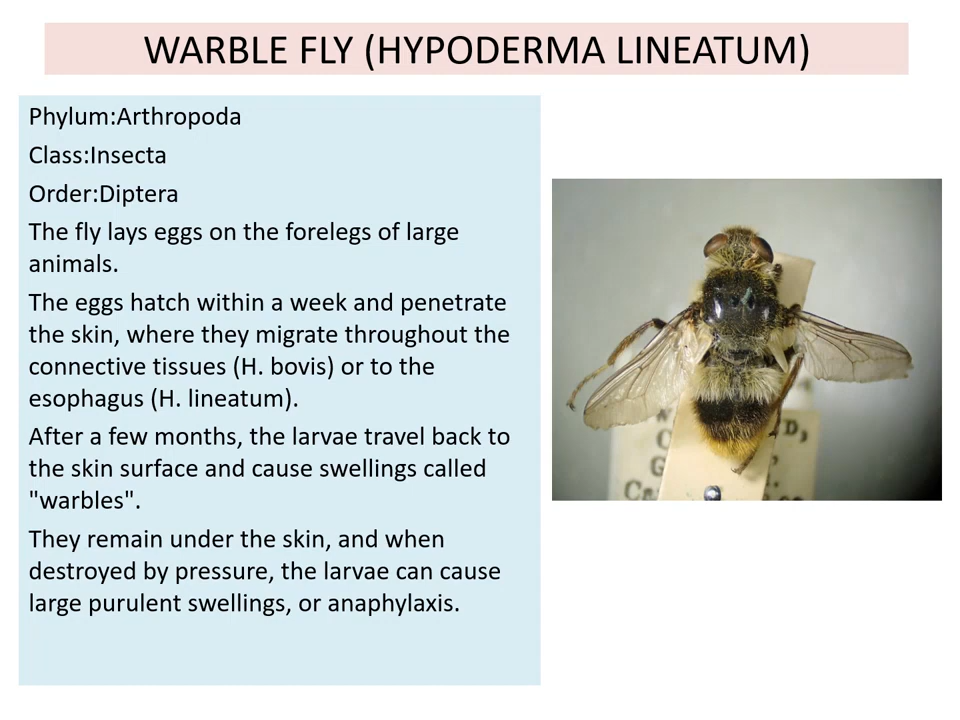 WARBLE FLY (HYPODERMA LINEATUM)
Phylum:Arthropoda
Class:Insecta
Order:Diptera
The fly lays eggs on the forelegs of large
animals.
The eggs hatch within a week and penetrate
the skin, where they migrate throughout the
connective tissues (H. bovis) or to the
esophagus (H. lineatum).
After a few months, the larvae travel back to
the skin surface and cause swellings called
"warbles".
They remain under the skin, and when
destroyed by pressure, the larvae can cause
large purulent swellings, or anaphylaxis.